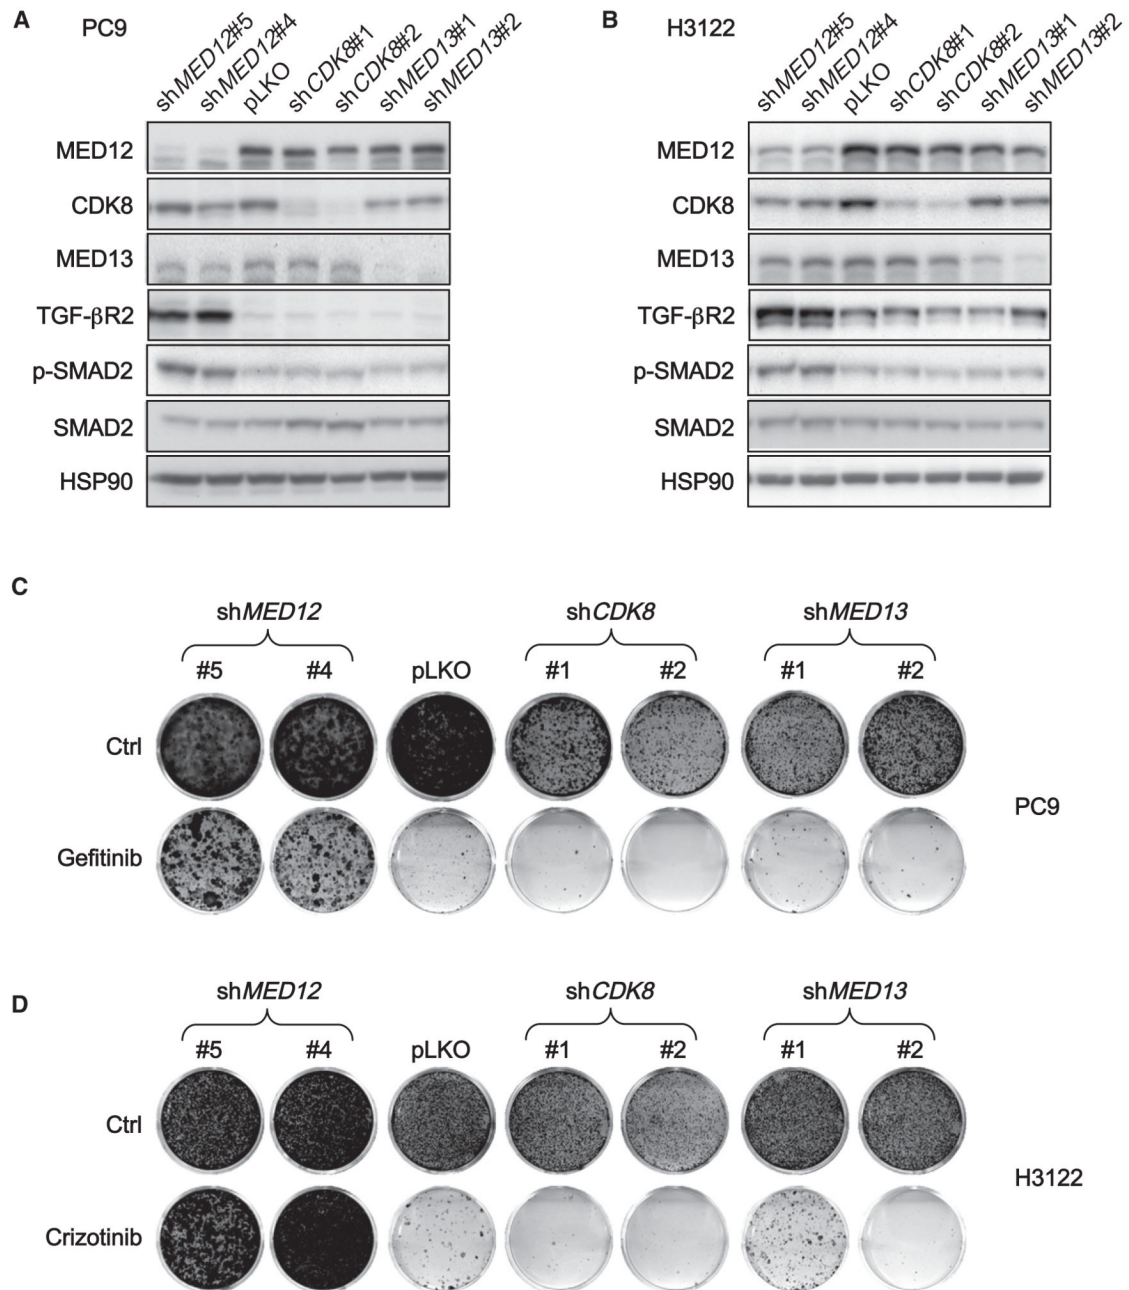 A PC9
shMED12#5 shMED12#4 pLKO shCDK8#1 shCDK8#2 shMED13#1 shMED13#2
MED12
CDK8
MED13
TGF-βR2
p-SMAD2
SMAD2
HSP90
B H3122
shMED12#5 shMED12#4 pLKO shCDK8#1 shCDK8#2 shMED13#1 shMED13#2
MED12
CDK8
MED13
TGF-βR2
p-SMAD2
SMAD2
HSP90
C
shMED12 shCDK8 shMED13
#5 #4 pLKO #1 #2 #1 #2
Ctrl
PC9
Gefitinib
D
shMED12 shCDK8 shMED13
#5 #4 pLKO #1 #2 #1 #2
Ctrl
H3122
Crizotinib